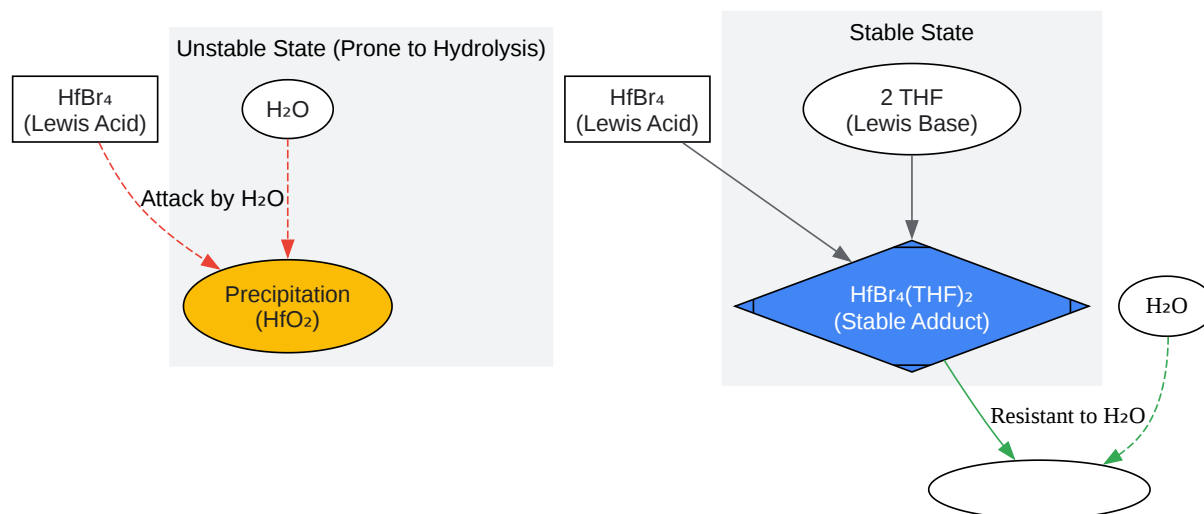 Unstable State (Prone to Hydrolysis)
HfBr₄
(Lewis Acid)
H₂O
Attack by H₂O
Precipitation
(HfO₂)
Stable State
HfBr₄
(Lewis Acid)
2 THF
(Lewis Base)
HfBr₄(THF)₂
(Stable Adduct)
H₂O
Resistant to H₂O